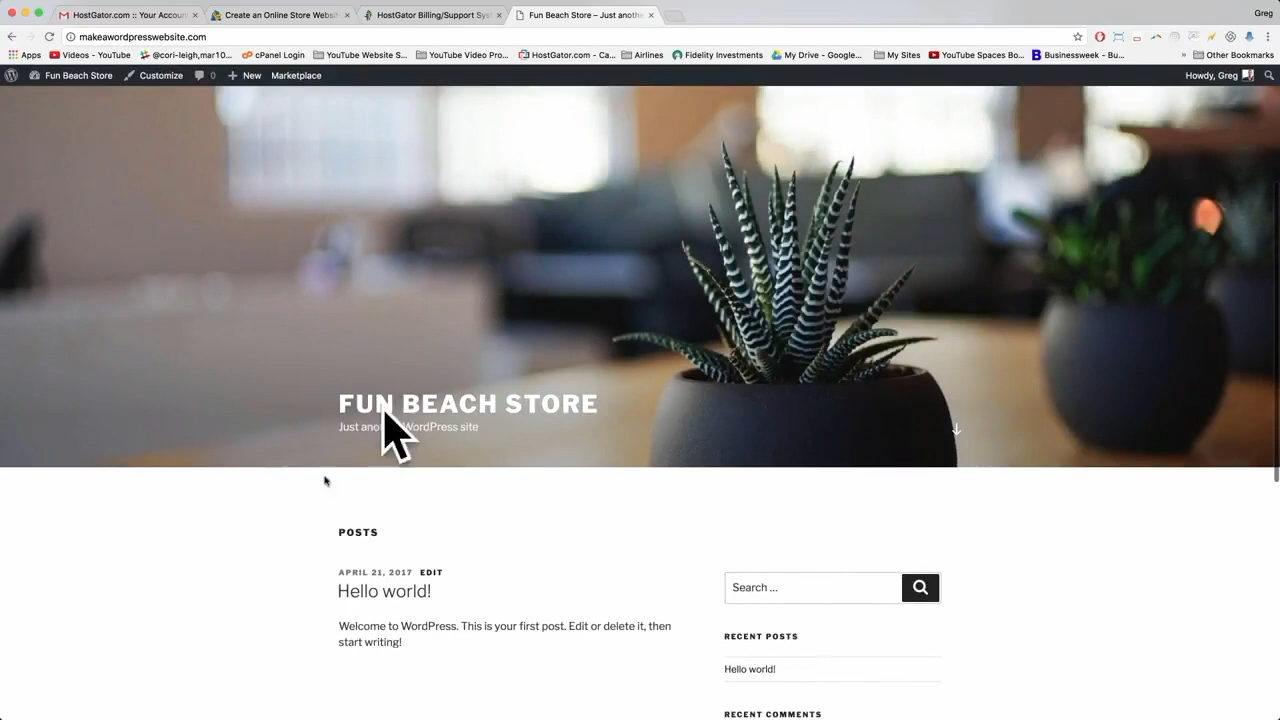 HostGator.com :: Your Accoun
Create an Online Store Websit
HostGator Billing/Support Sys
Fun Beach Store – Just anothe
Greg
makeawordpresswebsite.com
Apps
Videos - YouTube
@cori-leigh,mar10...
cPanel Login
YouTube Website S...
YouTube Video Pro...
HostGator.com - Ca...
Airlines
Fidelity Investments
My Drive - Google...
My Sites
YouTube Spaces Bo...
Businessweek - Bu...
» Other Bookmarks
Fun Beach Store
Customize
0
New
Marketplace
Howdy, Greg
FUN BEACH STORE
Just WordPress site
POSTS
APRIL 21, 2017 EDIT
Hello world!
Welcome to WordPress. This is your first post. Edit or delete it, then
start writing!
Search ...
RECENT POSTS
Hello world!
RECENT COMMENTS